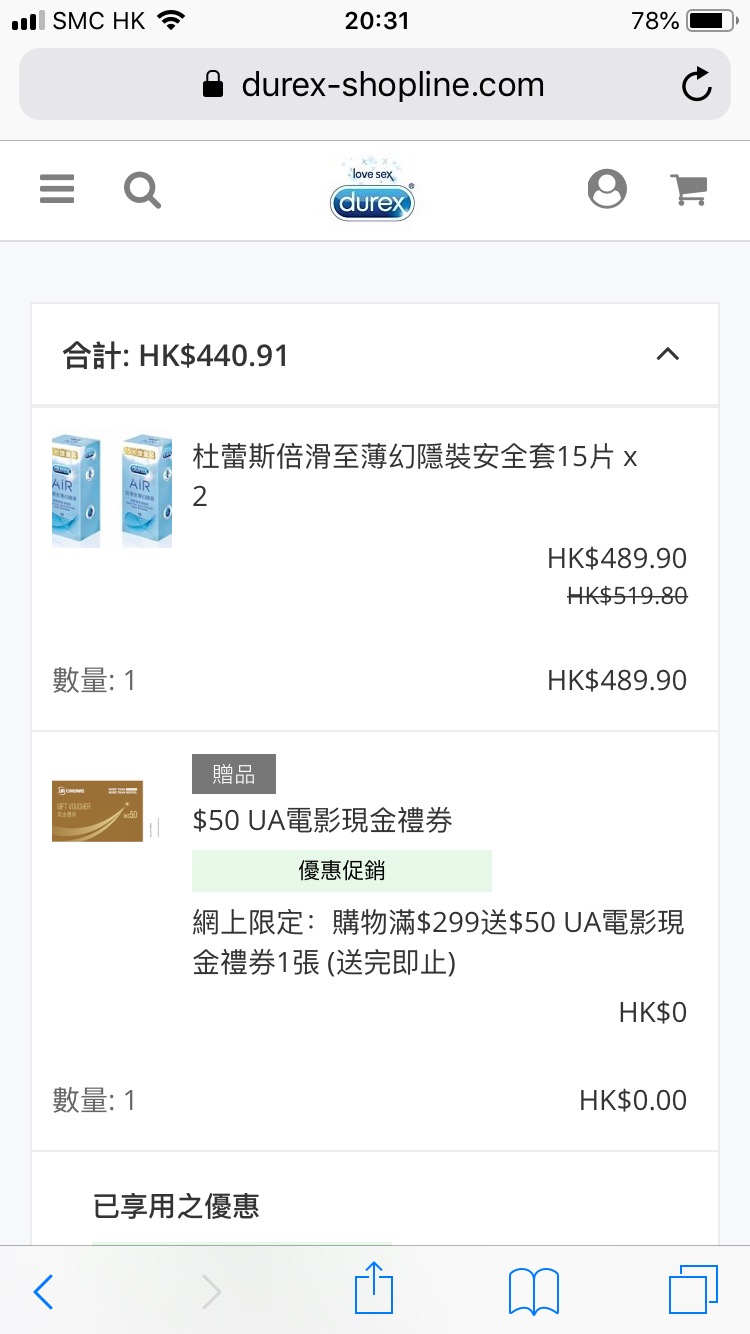 SMC HK 20:31 78%
durex-shopline.com
love sex
durex
合計: HK$440.91
AIR AIR
杜蕾斯倍滑至薄幻隱裝安全套15片 x
2
HK$489.90
HK$519.80
數量: 1 HK$489.90
贈品
GIFT VOUCHER
$50 UA電影現金禮券
優惠促銷
網上限定：購物滿$299送$50 UA電影現
金禮券1張 (送完即止)
HK$0
數量: 1 HK$0.00
已享用之優惠